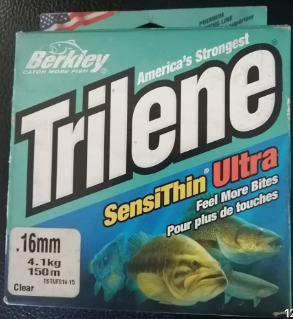 PREMIUM
Berkley
CATCH MORE FISH
America's Strongest
Trilene
SensiThin® Ultra
Feel More Bites
Pour plus de touches
.16mm
4.1kg
150m
Clear